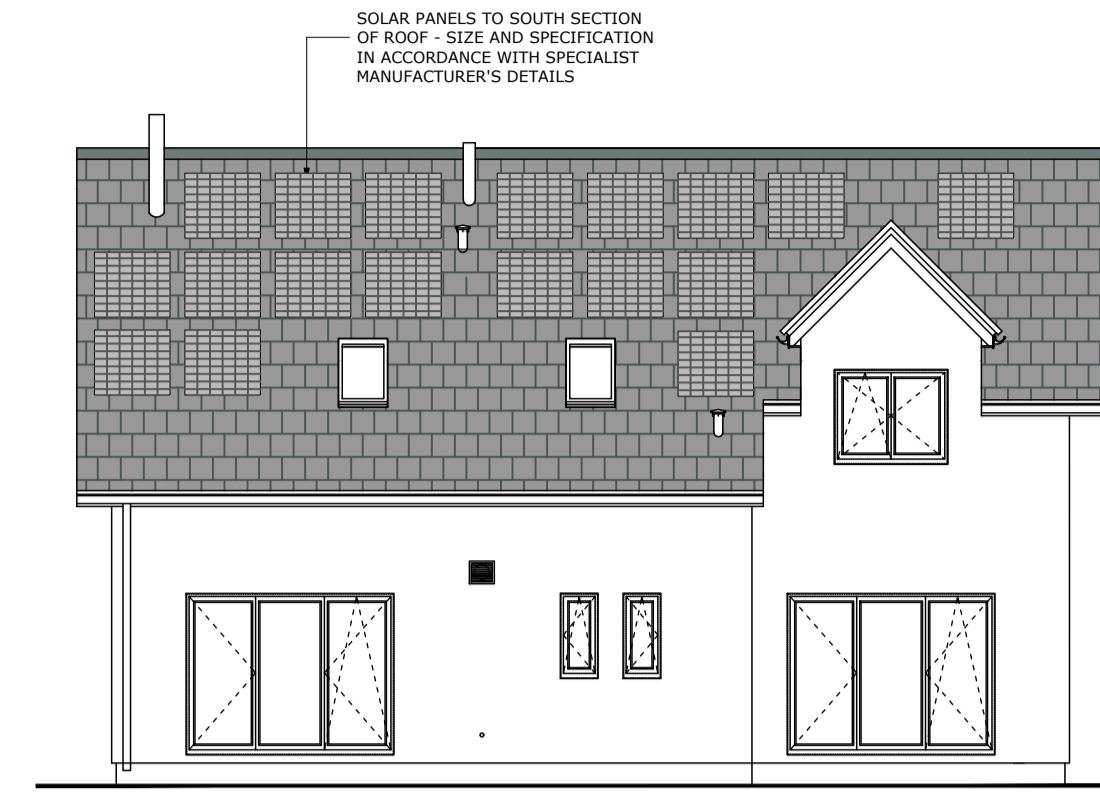 SOLAR PANELS TO SOUTH SECTION
OF ROOF - SIZE AND SPECIFICATION
IN ACCORDANCE WITH SPECIALIST
MANUFACTURER'S DETAILS